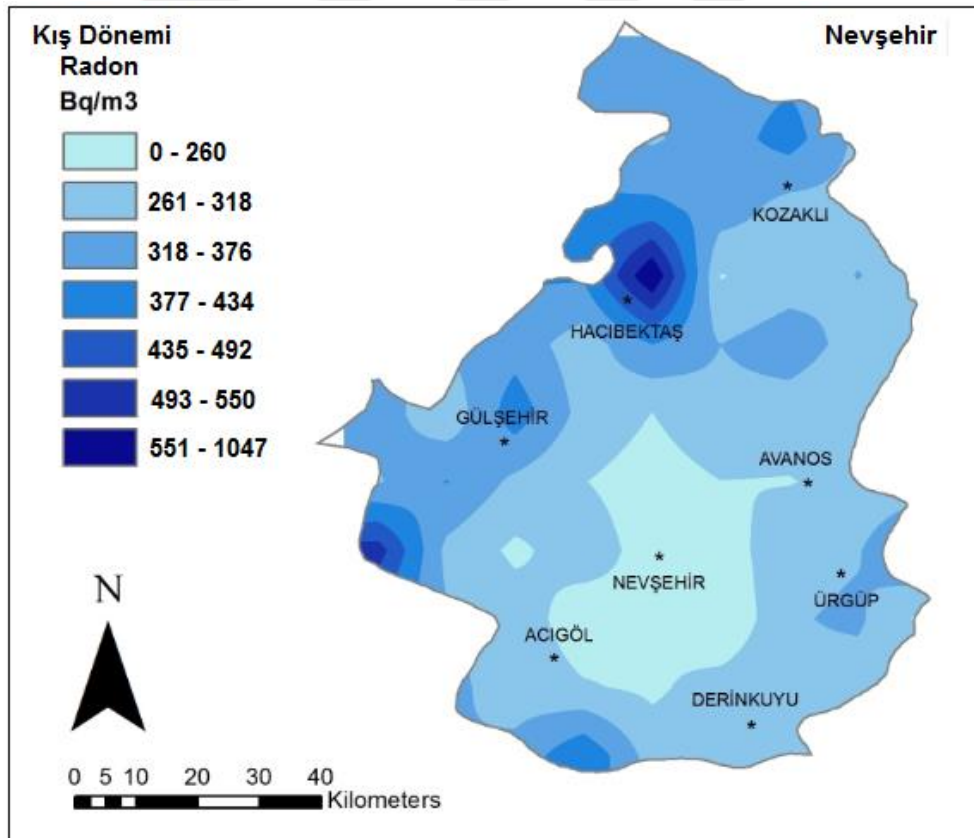 Kış Dönemi
Radon
Bq/m3
0 - 260
261 - 318
318 - 376
377 - 434
435 - 492
493 - 550
551 - 1047
Nevşehir
KOZAKLI
HACIBEKTAŞ
GÜLŞEHİR
AVANOS
NEVŞEHİR
ÜRGÜP
ACIGÖL
DERİNKUYU
N
0 5 10 20 30 40
Kilometers